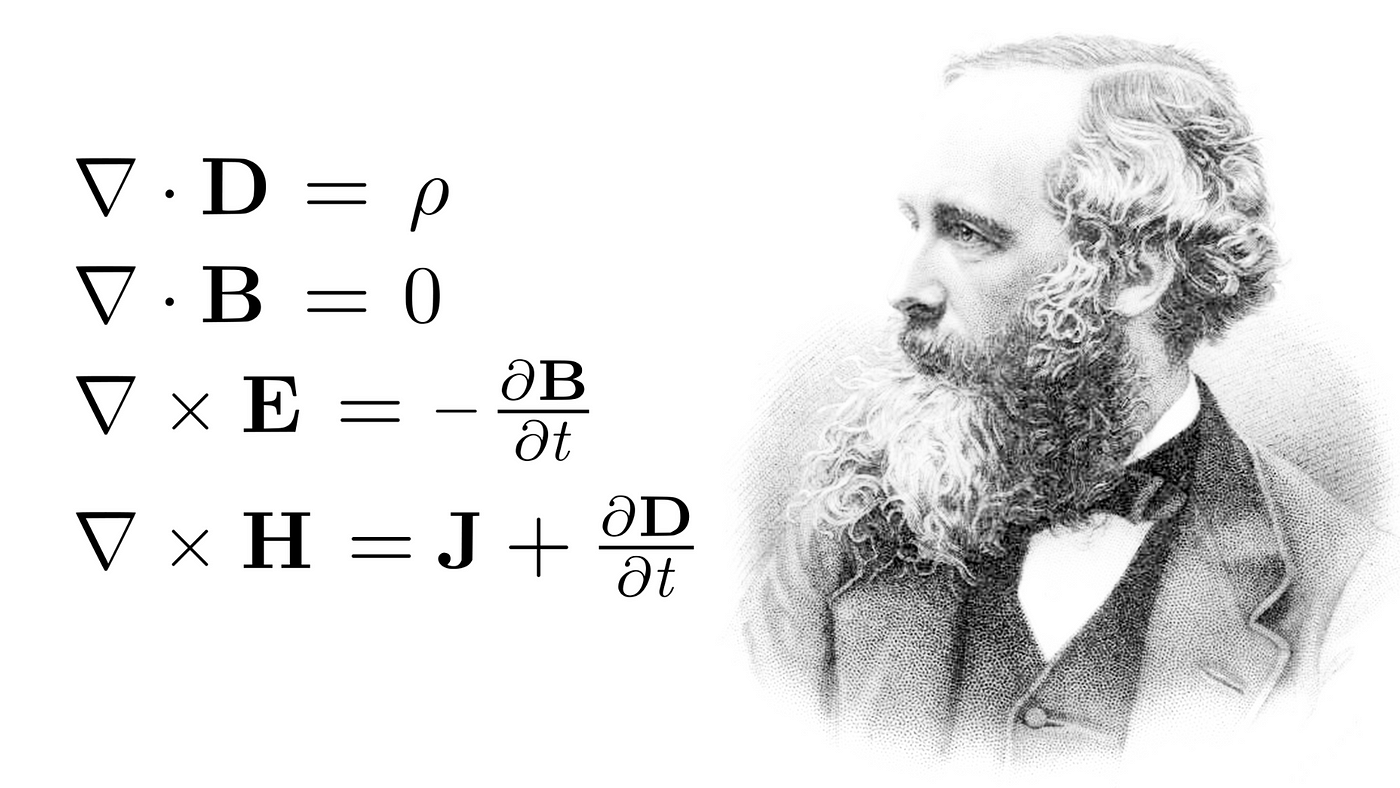 ∇ · 𝐃 = ρ
∇ · 𝐁 = 0
∇ × 𝐄 = − ∂𝐁/∂t
∇ × 𝐇 = 𝐉 + ∂𝐃/∂t